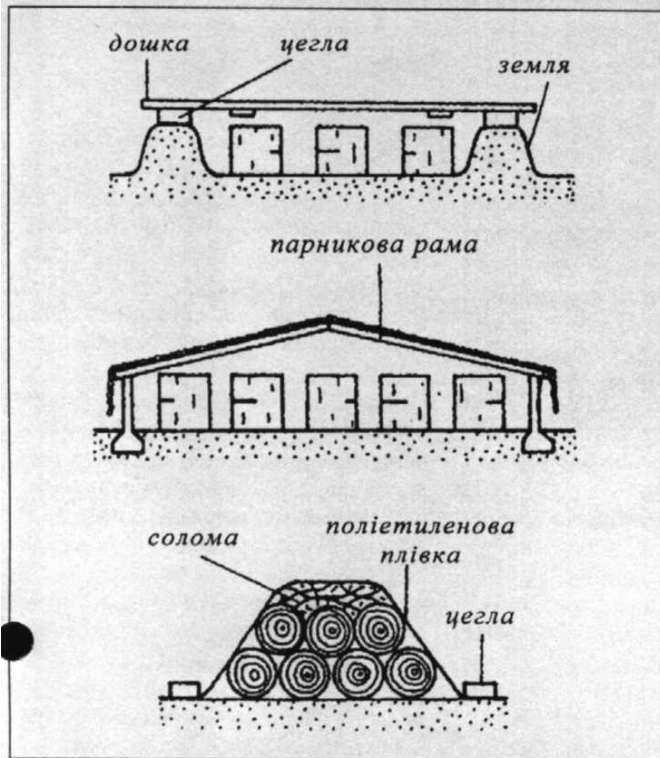 дошка
цегла
земля
парникова рама
солома
поліетиленова
плівка
цегла